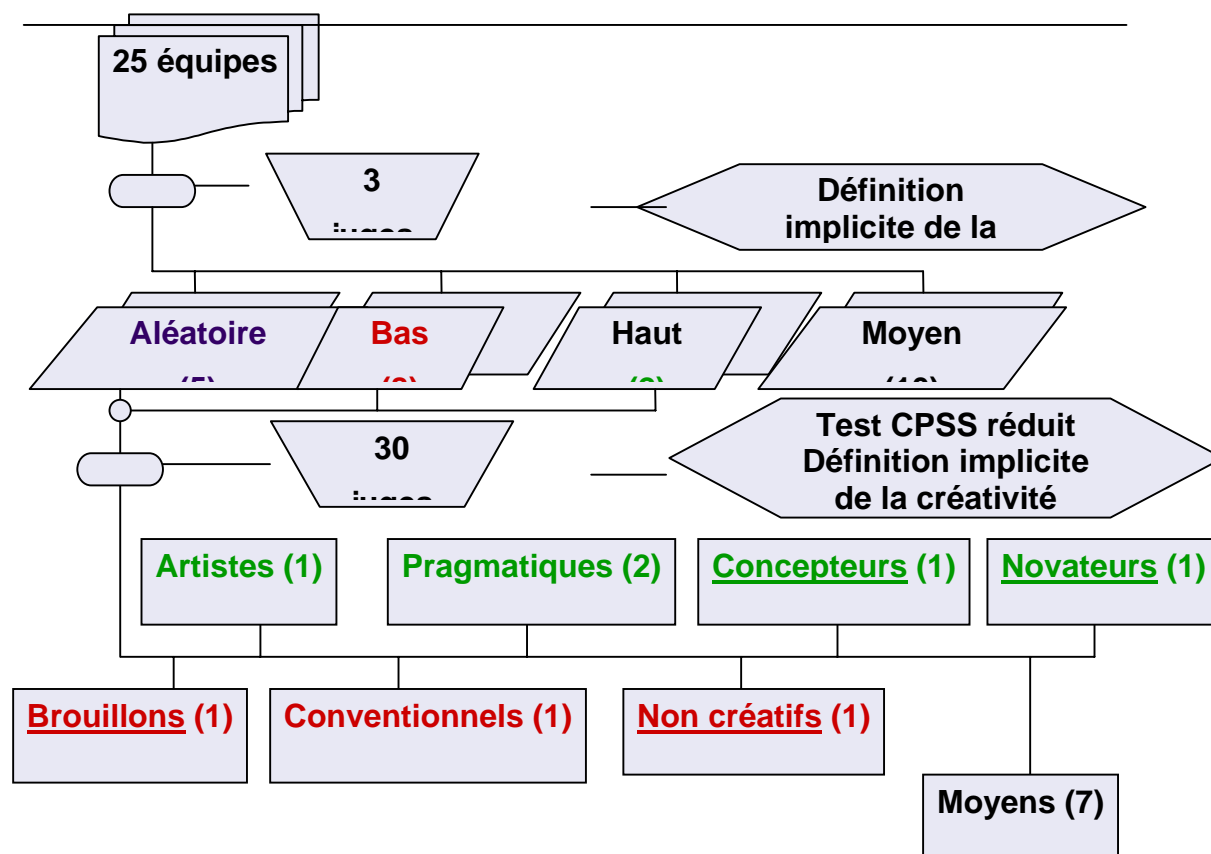 25 équipes
3
Définition
implicite de la
Aléatoire
Bas
Haut
Moyen
30
Test CPSS réduit
Définition implicite
de la créativité
Artistes (1)
Pragmatiques (2)
Concepteurs (1)
Novateurs (1)
Brouillons (1)
Conventionnels (1)
Non créatifs (1)
Moyens (7)